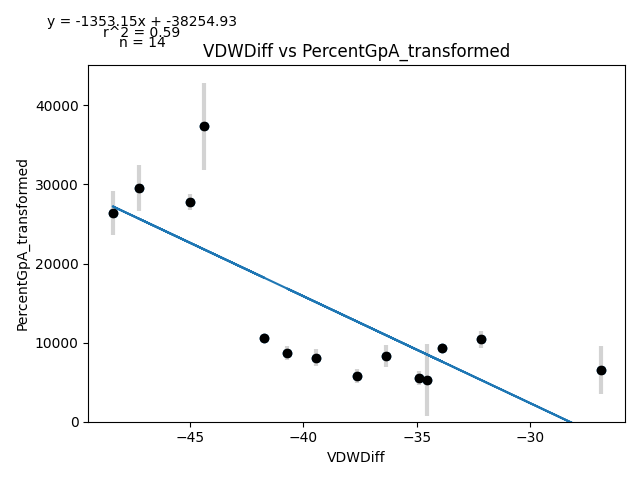 y = -1353.15x + -38254.93
r^2 = 0.59
n = 14
VDWDiff vs PercentGpA_transformed
PercentGpA_transformed
40000
30000
20000
10000
0
−45
−40
−35
−30
VDWDiff